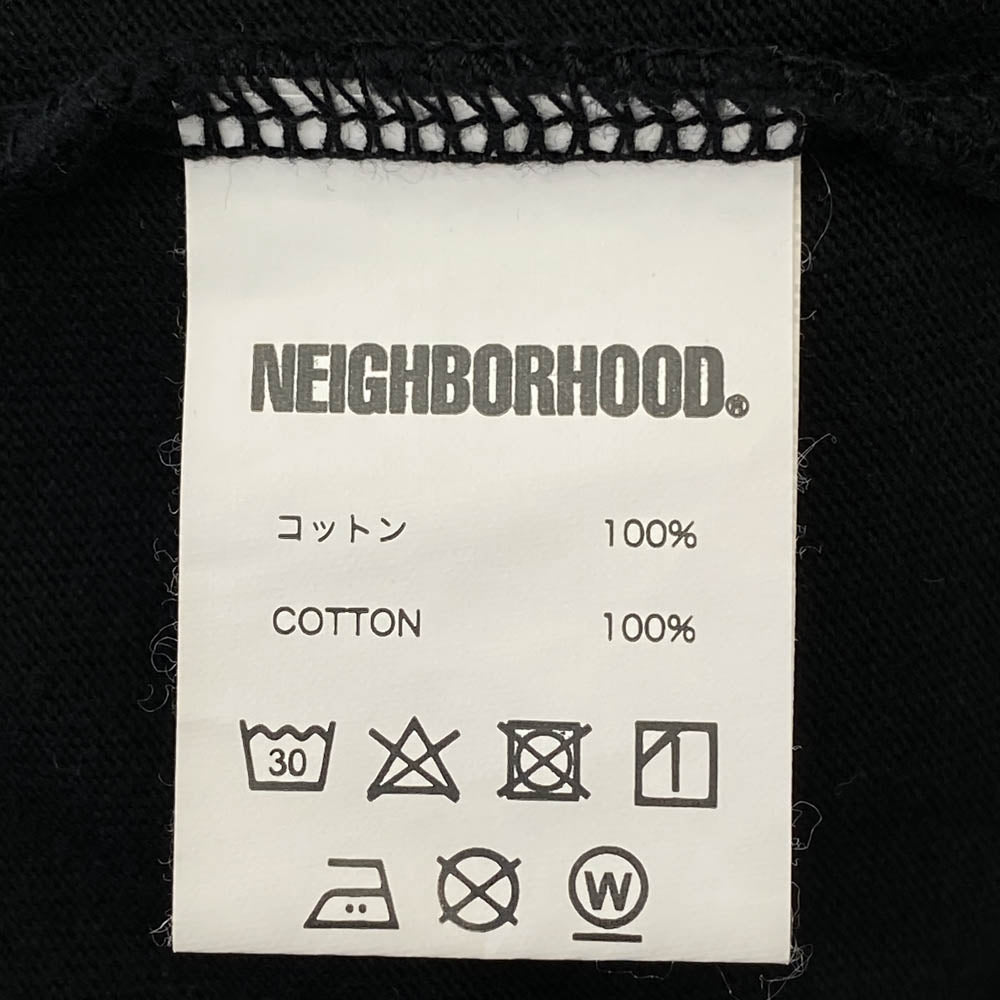 NEIGHBORHOOD®
コットン 100%
COTTON 100%
30
W